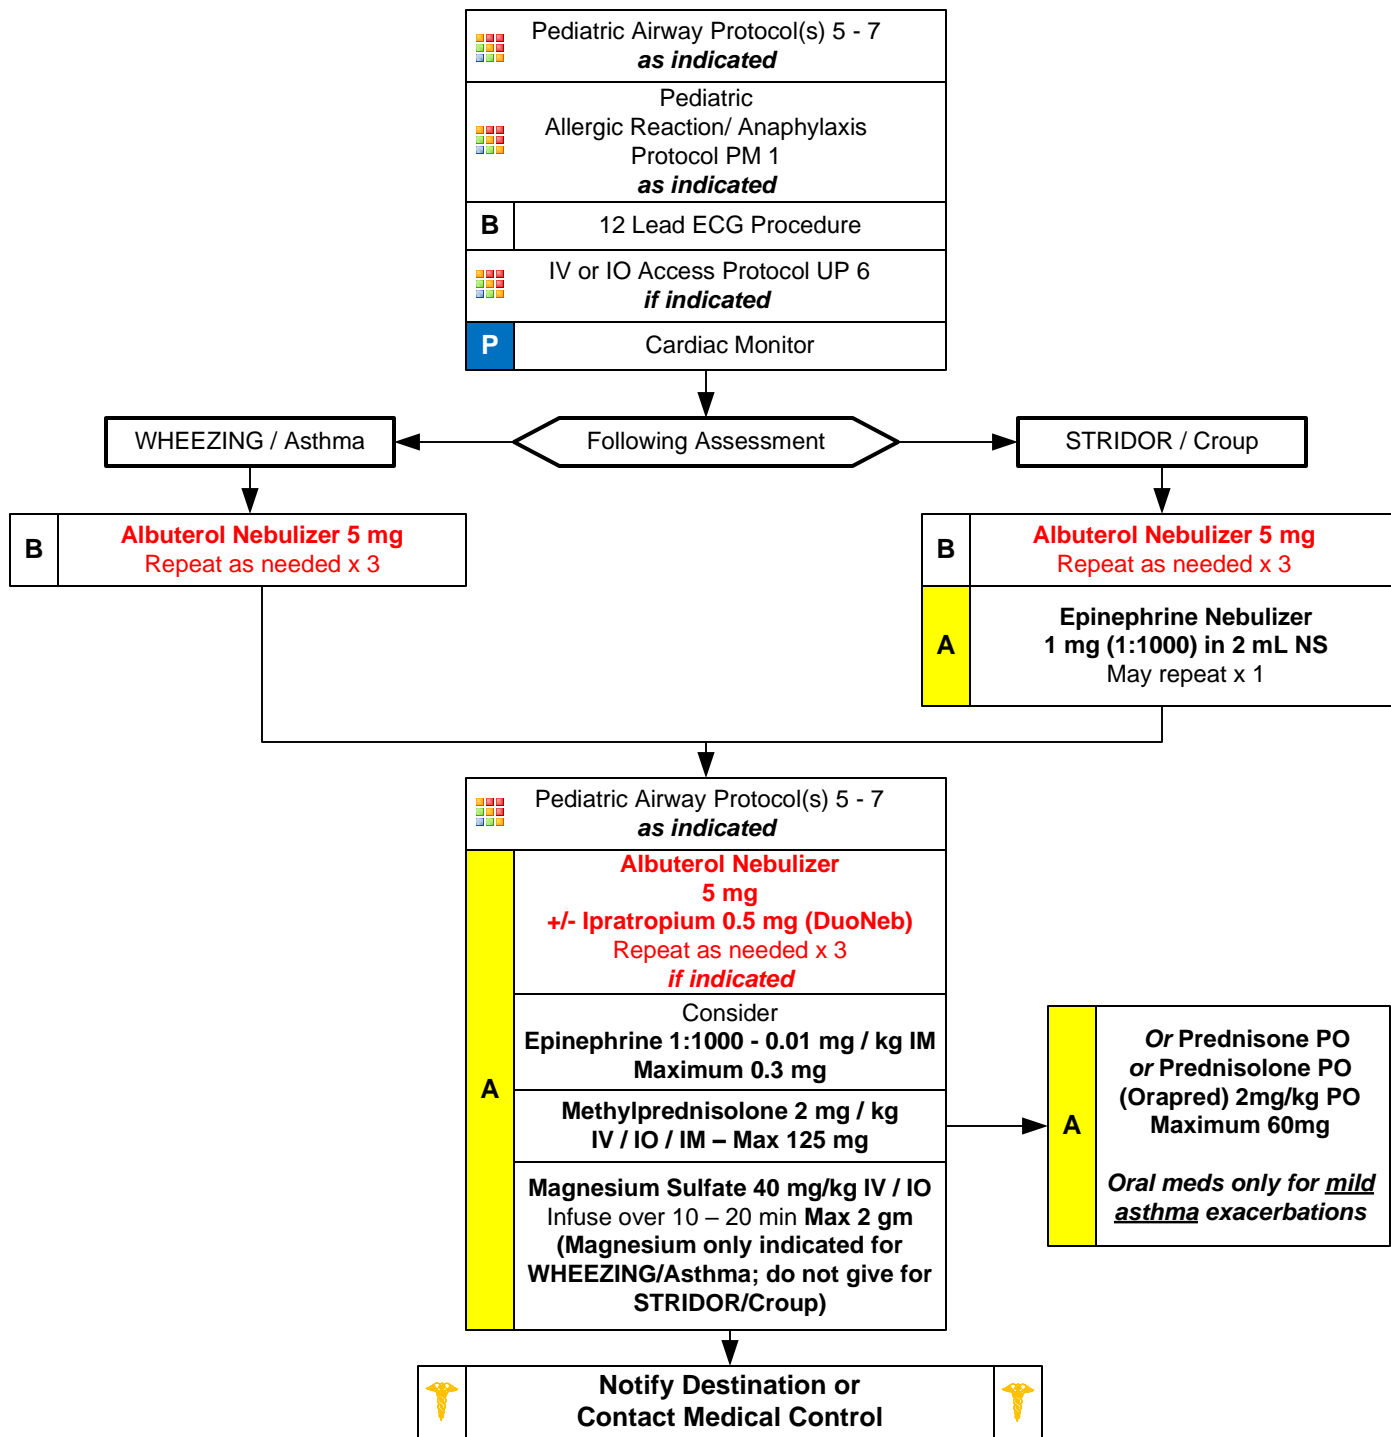 Pediatric Airway Protocol(s) 5 - 7
as indicated
Pediatric
Allergic Reaction/ Anaphylaxis
Protocol PM 1
as indicated
B
12 Lead ECG Procedure
IV or IO Access Protocol UP 6
if indicated
P
Cardiac Monitor
WHEEZING / Asthma
Following Assessment
STRIDOR / Croup
B
Albuterol Nebulizer 5 mg
Repeat as needed x 3
B
Albuterol Nebulizer 5 mg
Repeat as needed x 3
A
Epinephrine Nebulizer
1 mg (1:1000) in 2 mL NS
May repeat x 1
Pediatric Airway Protocol(s) 5 - 7
as indicated
A
Albuterol Nebulizer
5 mg
+/- Ipratropium 0.5 mg (DuoNeb)
Repeat as needed x 3
if indicated
Consider
Epinephrine 1:1000 - 0.01 mg / kg IM
Maximum 0.3 mg
Methylprednisolone 2 mg / kg
IV / IO / IM – Max 125 mg
Magnesium Sulfate 40 mg/kg IV / IO
Infuse over 10 – 20 min Max 2 gm
(Magnesium only indicated for
WHEEZING/Asthma; do not give for
STRIDOR/Croup)
A
Or Prednisone PO
or Prednisolone PO
(Orapred) 2mg/kg PO
Maximum 60mg
Oral meds only for mild
asthma exacerbations
Notify Destination or
Contact Medical Control